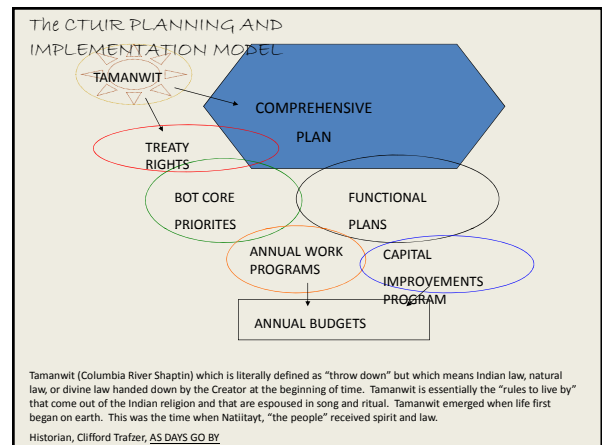 The CTUIR PLANNING AND
IMPLEMENTATION MODEL
TAMANWIT
COMPREHENSIVE
PLAN
TREATY
RIGHTS
BOT CORE
PRIORITES
FUNCTIONAL
PLANS
ANNUAL WORK
PROGRAMS
CAPITAL
IMPROVEMENTS
PROGRAM
ANNUAL BUDGETS
Tamanwit (Columbia River Shaptin) which is literally defined as “throw down” but which means Indian law, natural
law, or divine law handed down by the Creator at the beginning of time. Tamanwit is essentially the “rules to live by”
that come out of the Indian religion and that are espoused in song and ritual. Tamanwit emerged when life first
began on earth. This was the time when Natiitayt, “the people” received spirit and law.
Historian, Clifford Trafzer, AS DAYS GO BY